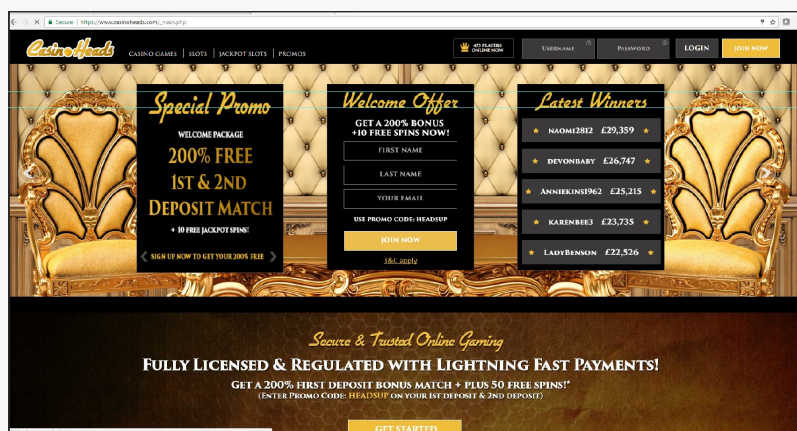 Secure | https://www.casinoheads.com/_main.php
Casino Heads
CASINO GAMES | SLOTS | JACKPOT SLOTS | PROMOS
475 PLAYERS
ONLINE NOW
USERNAME
PASSWORD
LOGIN
JOIN NOW
Special Promo
WELCOME PACKAGE
200% FREE
1ST & 2ND
DEPOSIT MATCH
+ 10 FREE JACKPOT SPINS!
SIGN UP NOW TO GET YOUR 200% FREE
Welcome Offer
GET A 200% BONUS
+10 FREE SPINS NOW!
FIRST NAME
LAST NAME
YOUR EMAIL
USE PROMO CODE: HEADSUP
JOIN NOW
T&C apply
Latest Winners
NAOMI2812 £29,359
DEVONBABY £26,747
ANNIEKINS1962 £25,215
KARENBEE3 £23,735
LADYBENSON £22,526
Secure & Trusted Online Gaming
FULLY LICENSED & REGULATED WITH LIGHTNING FAST PAYMENTS!
GET A 200% FIRST DEPOSIT BONUS MATCH + PLUS 50 FREE SPINS!*
(ENTER PROMO CODE: HEADSUP ON YOUR 1ST DEPOSIT & 2ND DEPOSIT)
GET STARTED